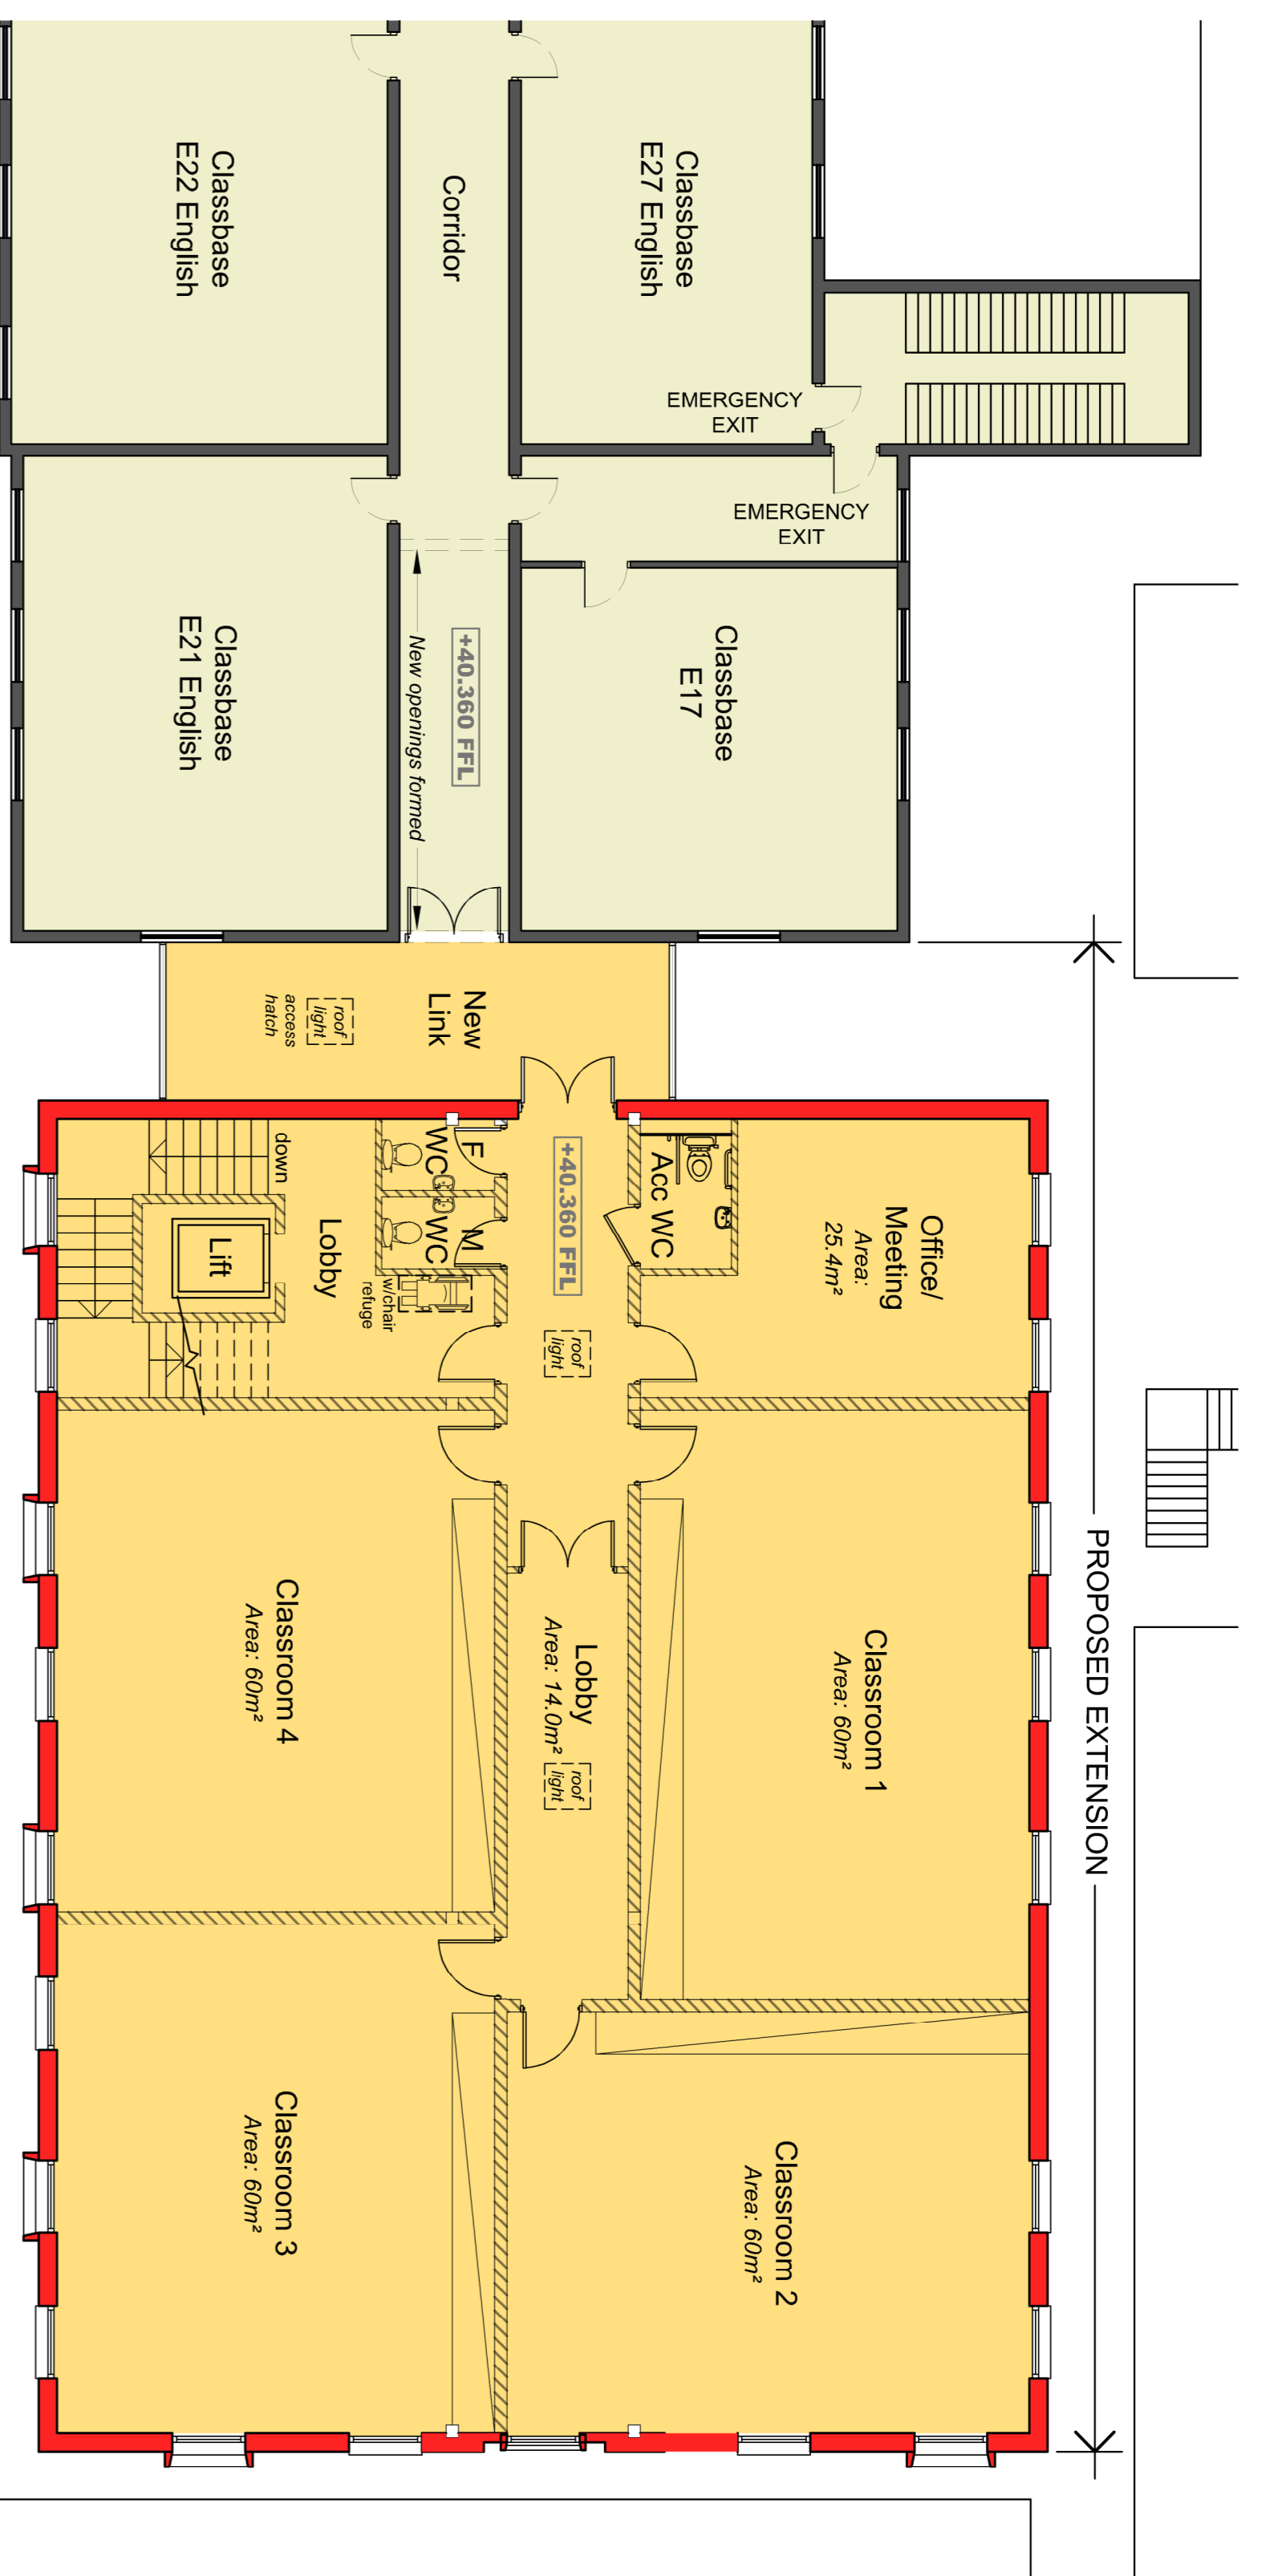 Classbase
E22 English
Corridor
Classbase
E27 English
EMERGENCY
EXIT
EMERGENCY
EXIT
Classbase
E21 English
New openings formed
+40.360 FFL
Classbase
E17
New
Link
roof
light
access
hatch
down
Lobby
Lift
F
WC
M
WC
w/chair
refuge
+40.360 FFL
roof
light
Acc WC
Office/
Meeting
Area:
25.4m²
Classroom 4
Area: 60m²
Lobby
Area: 14.0m²
roof
light
Classroom 1
Area: 60m²
PROPOSED EXTENSION
Classroom 3
Area: 60m²
Classroom 2
Area: 60m²